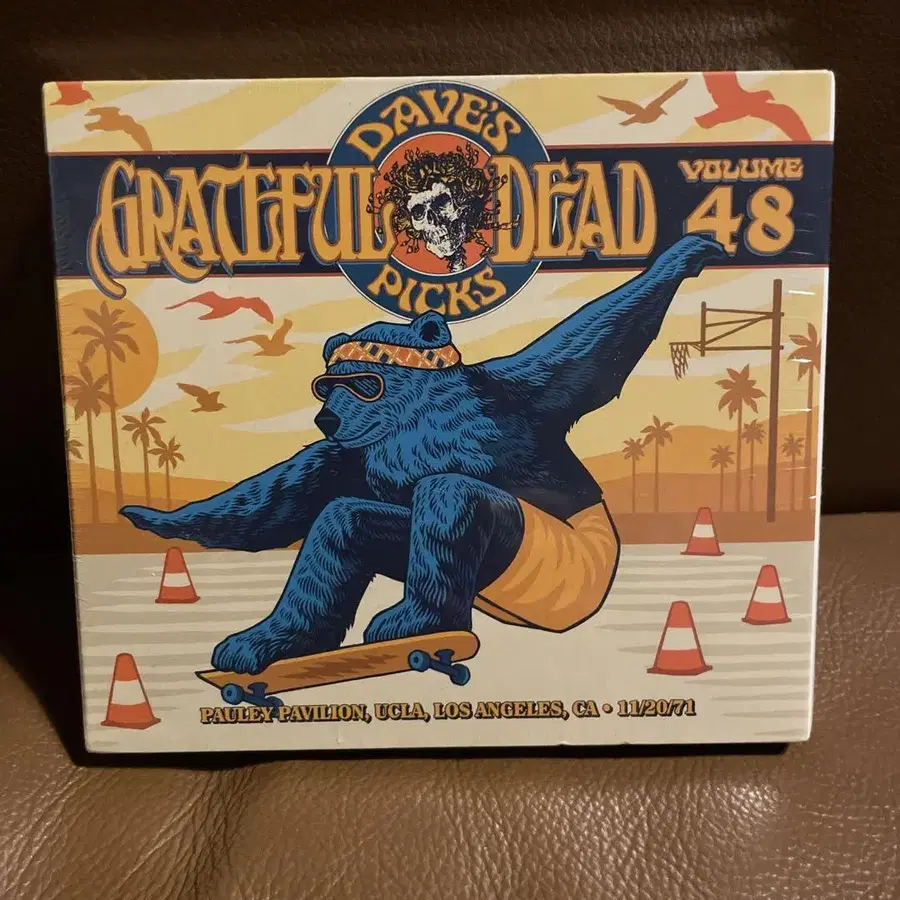 DAVE'S
GRATEFUL DEAD
PICKS
VOLUME
48
PAULEY PAVILION, UCLA, LOS ANGELES, CA • 11/20/71